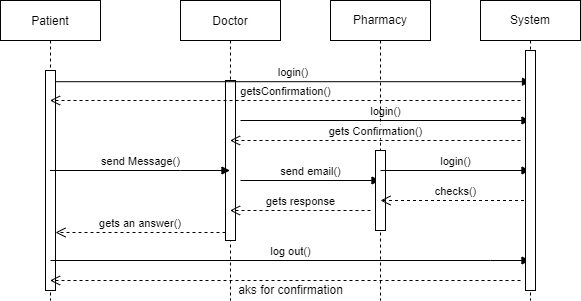 Patient
Doctor
Pharmacy
System
login()
getsConfirmation()
login()
gets Confirmation()
send Message()
login()
send email()
checks()
gets response
gets an answer()
log out()
aks for confirmation